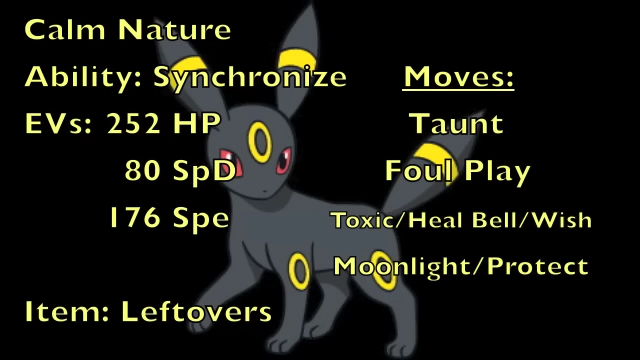 Calm Nature
Ability: Synchronize
EVs: 252 HP
80 SpD
176 Spe
Item: Leftovers
Moves:
Taunt
Foul Play
Toxic/Heal Bell/Wish
Moonlight/Protect